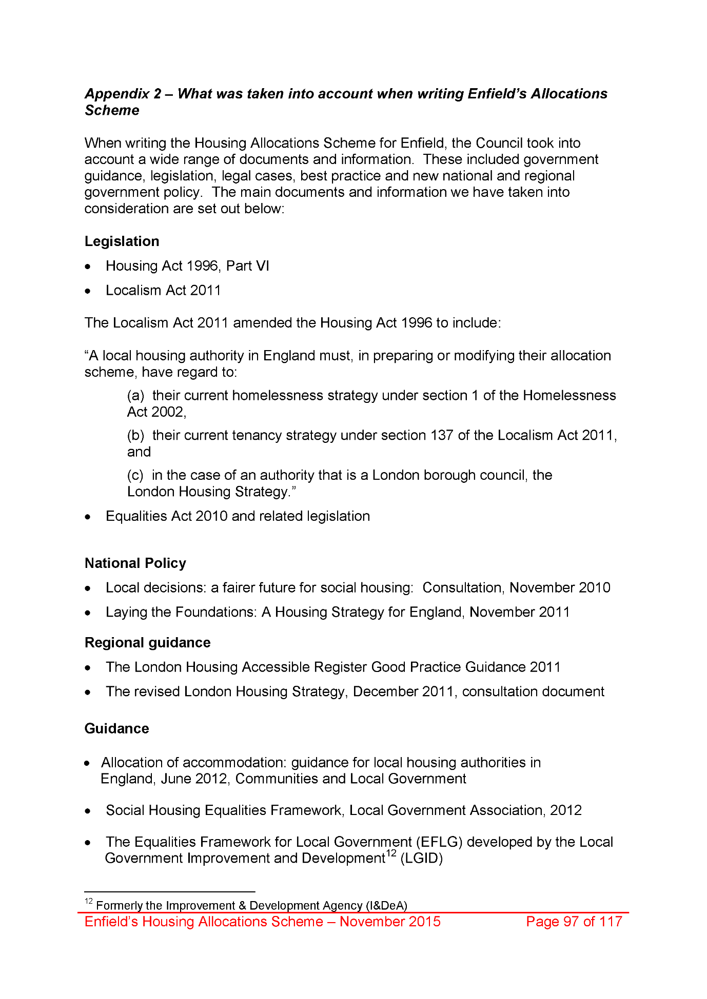 Appendix 2 – What was taken into account when writing Enfield’s Allocations
Scheme
When writing the Housing Allocations Scheme for Enfield, the Council took into
account a wide range of documents and information.  These included government
guidance, legislation, legal cases, best practice and new national and regional
government policy.  The main documents and information we have taken into
consideration are set out below:
Legislation
• Housing Act 1996, Part VI
• Localism Act 2011
The Localism Act 2011 amended the Housing Act 1996 to include:
“A local housing authority in England must, in preparing or modifying their allocation
scheme, have regard to:
(a)  their current homelessness strategy under section 1 of the Homelessness
Act 2002,
(b)  their current tenancy strategy under section 137 of the Localism Act 2011,
and
(c)  in the case of an authority that is a London borough council, the
London Housing Strategy.”
• Equalities Act 2010 and related legislation
National Policy
• Local decisions: a fairer future for social housing:  Consultation, November 2010
• Laying the Foundations: A Housing Strategy for England, November 2011
Regional guidance
• The London Housing Accessible Register Good Practice Guidance 2011
• The revised London Housing Strategy, December 2011, consultation document
Guidance
• Allocation of accommodation: guidance for local housing authorities in
England, June 2012, Communities and Local Government
• Social Housing Equalities Framework, Local Government Association, 2012
• The Equalities Framework for Local Government (EFLG) developed by the Local
Government Improvement and Development12 (LGID)
12 Formerly the Improvement & Development Agency (I&DeA)
Enfield’s Housing Allocations Scheme – November 2015 Page 97 of 117